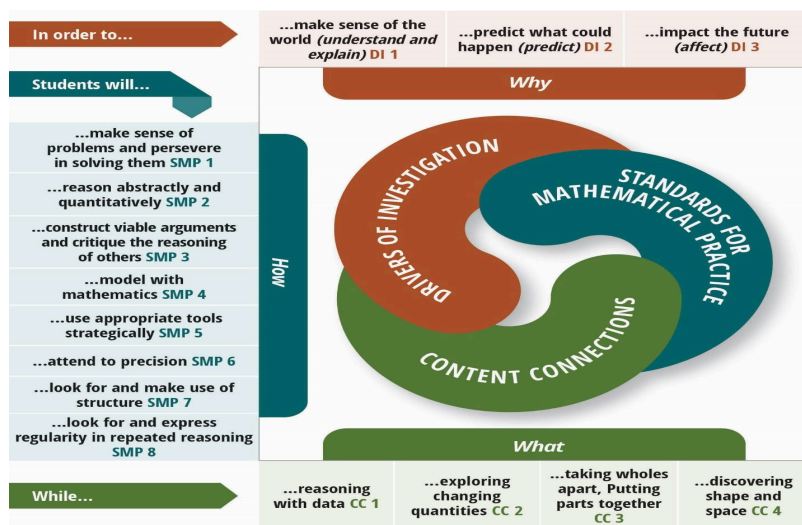 In order to...
...make sense of the
world (understand and
explain) DI 1
...predict what could
happen (predict) DI 2
...impact the future
(affect) DI 3
Students will...
Why
...make sense of
problems and persevere
in solving them SMP 1
...reason abstractly and
quantitatively SMP 2
...construct viable arguments
and critique the reasoning
of others SMP 3
...model with
mathematics SMP 4
...use appropriate tools
strategically SMP 5
...attend to precision SMP 6
...look for and make use of
structure SMP 7
...look for and express
regularity in repeated reasoning
SMP 8
How
DRIVERS OF INVESTIGATION
STANDARDS FOR
MATHEMATICAL PRACTICE
CONTENT CONNECTIONS
What
While...
...reasoning
with data CC 1
...exploring
changing
quantities CC 2
...taking wholes
apart, Putting
parts together
CC 3
...discovering
shape and
space CC 4